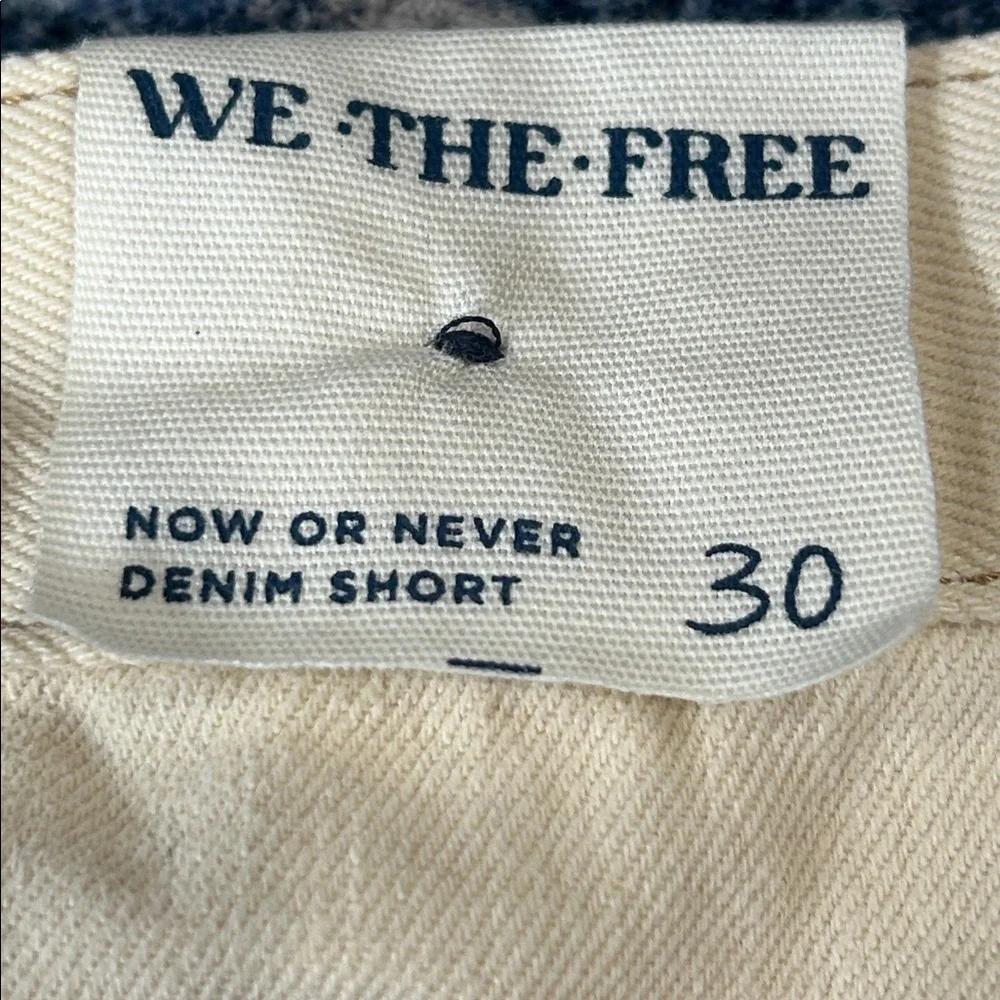 WE·THE·FREE
NOW OR NEVER
DENIM SHORT
30